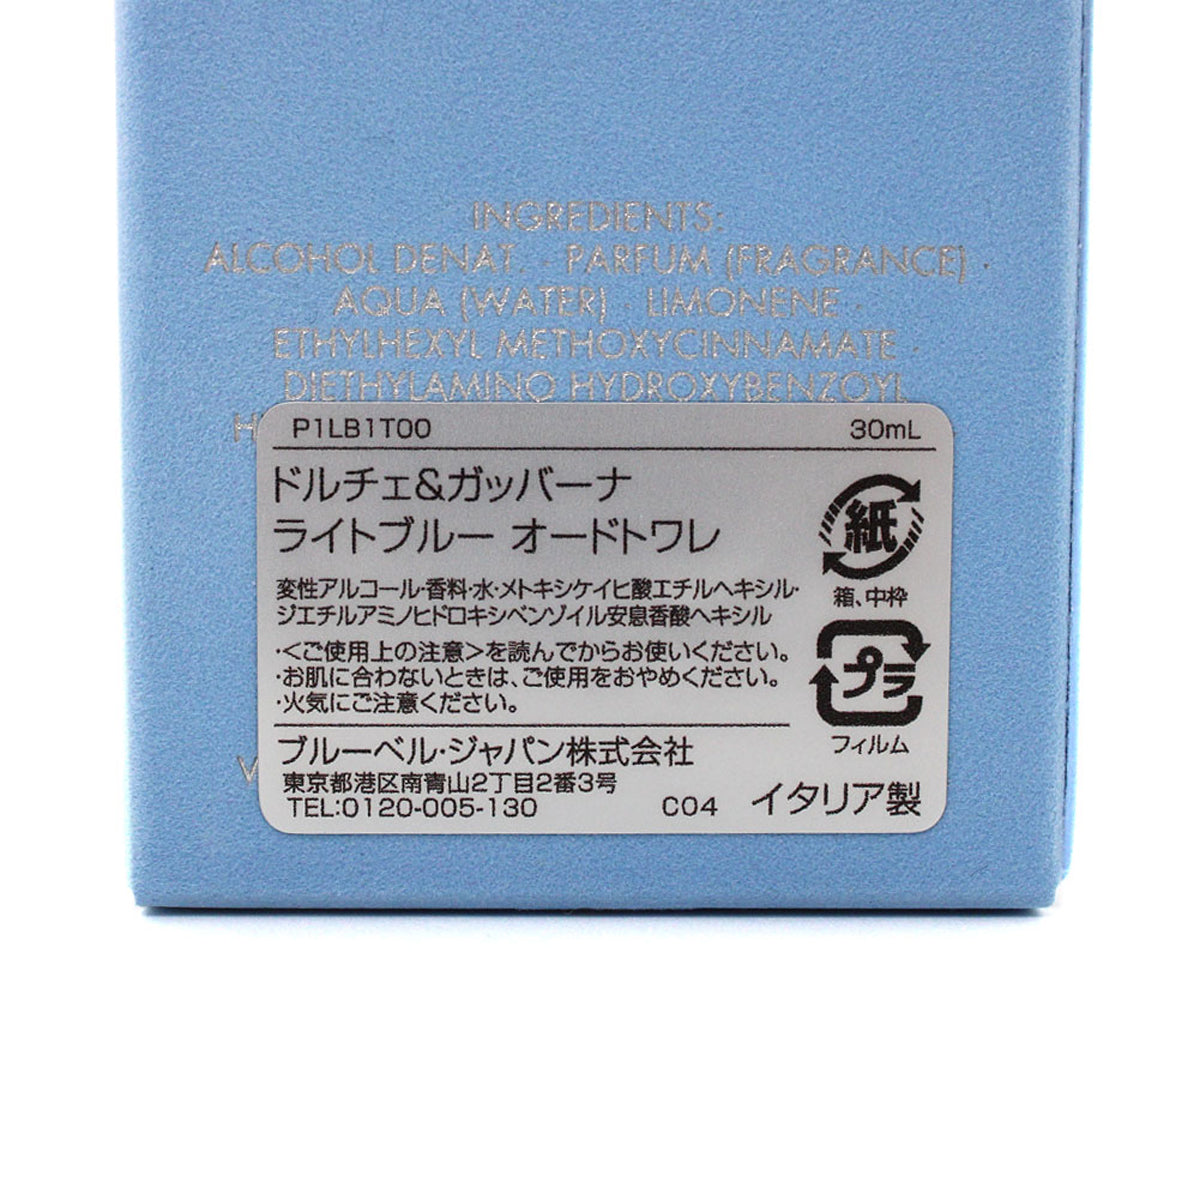 INGREDIENTS:
ALCOHOL DENAT. · PARFUM (FRAGRANCE) ·
AQUA (WATER) · LIMONENE ·
ETHYLHEXYL METHOXYCINNAMATE ·
DIETHYLAMINO HYDROXYBENZOYL
P1LB1T00 30mL
ドルチェ&ガッバーナ
ライトブルー オードトワレ
変性アルコール・香料・水・メトキシケイヒ酸エチルヘキシル・
ジエチルアミノヒドロキシベンゾイル安息香酸ヘキシル
・<ご使用上の注意>を読んでからお使いください。
・お肌に合わないときは、ご使用をおやめください。
・火気にご注意ください。
紙
箱、中枠
プラ
フィルム
ブルーベル・ジャパン株式会社
東京都港区南青山2丁目2番3号
TEL:0120-005-130 C04 イタリア製